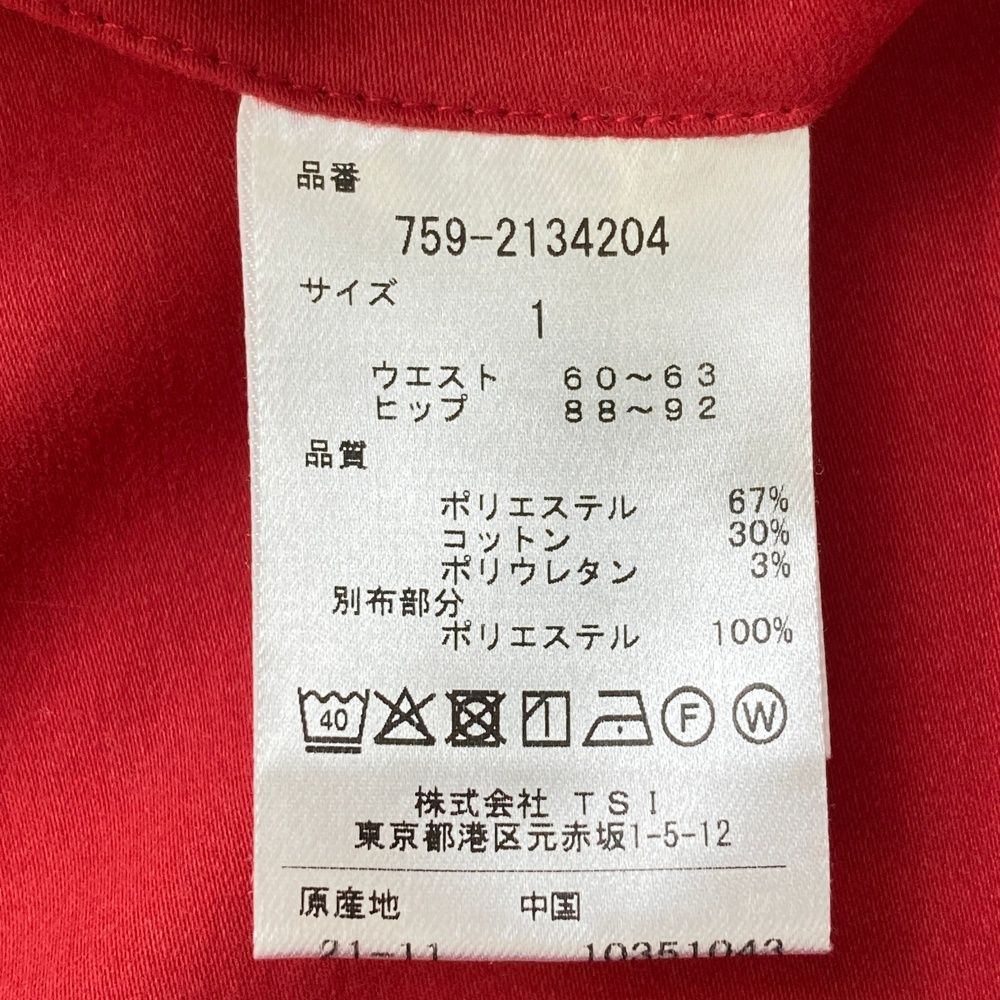 品番
759-2134204
サイズ
1
ウエスト 60～63
ヒップ 88～92
品質
ポリエステル 67%
コットン 30%
ポリウレタン 3%
別布部分
ポリエステル 100%
40 F W
株式会社 TSI
東京都港区元赤坂1-5-12
原産地 中国
21-11 10351043